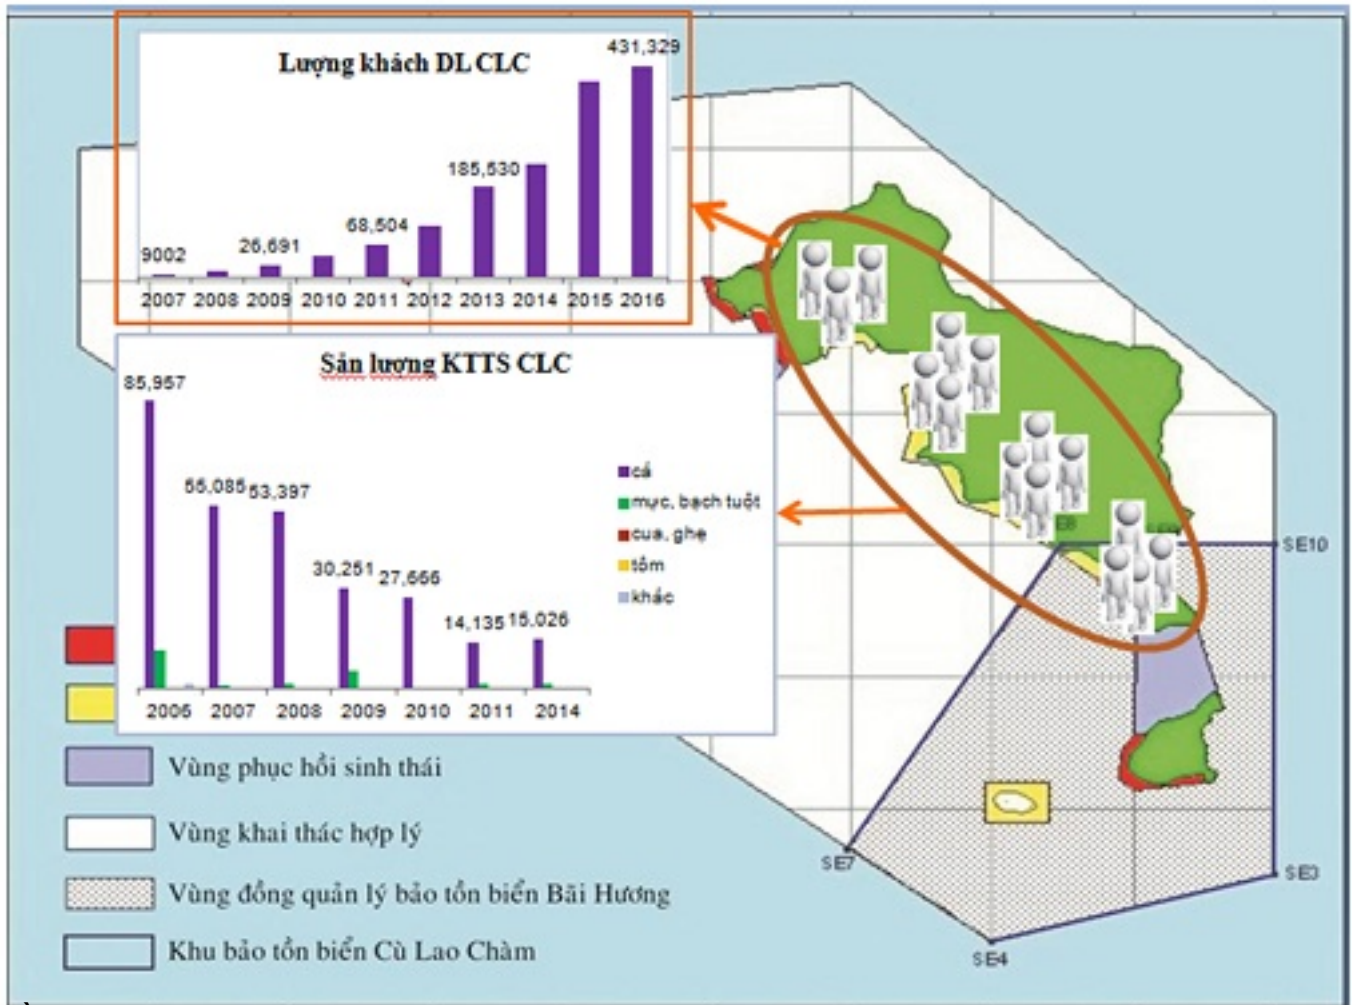 Lượng khách DL CLC
431,329
185,530
68,504
26,691
9002
2007 2008 2009 2010 2011 2012 2013 2014 2015 2016
Sản lượng KTTS CLC
85,957
55,085 53,397
30,251 27,666
14,135 15,026
cá
mực, bạch tuột
cua, ghẹ
tôm
khác
2006 2007 2008 2009 2010 2011 2014
E8
SE10
SE7
SE3
SE4
Vùng phục hồi sinh thái
Vùng khai thác hợp lý
Vùng đồng quản lý bảo tồn biển Bãi Hương
Khu bảo tồn biển Cù Lao Chàm